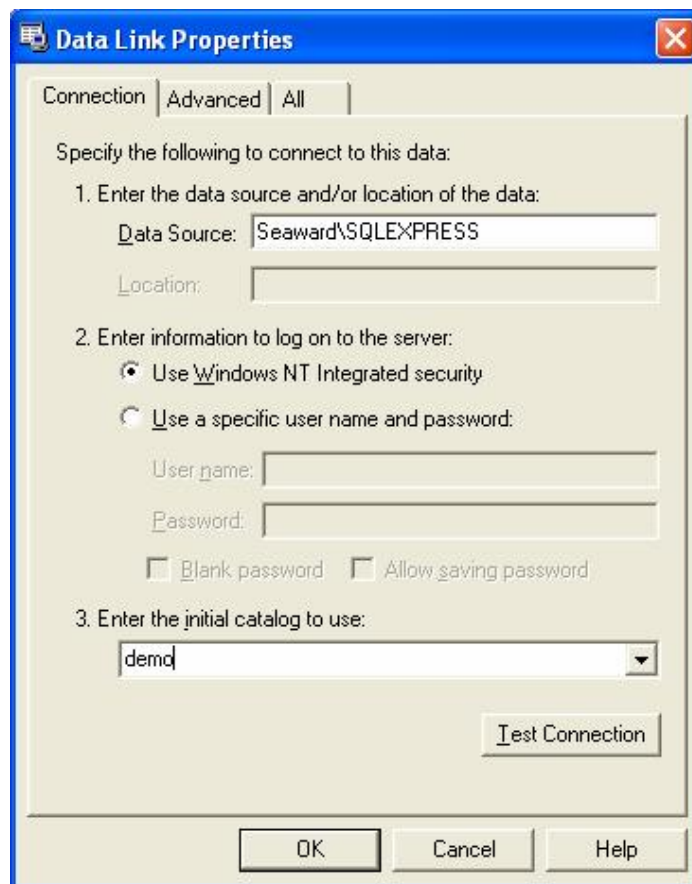 Data Link Properties
Connection Advanced All
Specify the following to connect to this data:
1. Enter the data source and/or location of the data:
Data Source: Seaward\SQLEXPRESS
Location:
2. Enter information to log on to the server:
Use Windows NT Integrated security
Use a specific user name and password:
User name:
Password:
Blank password Allow saving password
3. Enter the initial catalog to use:
demo
Test Connection
OK Cancel Help